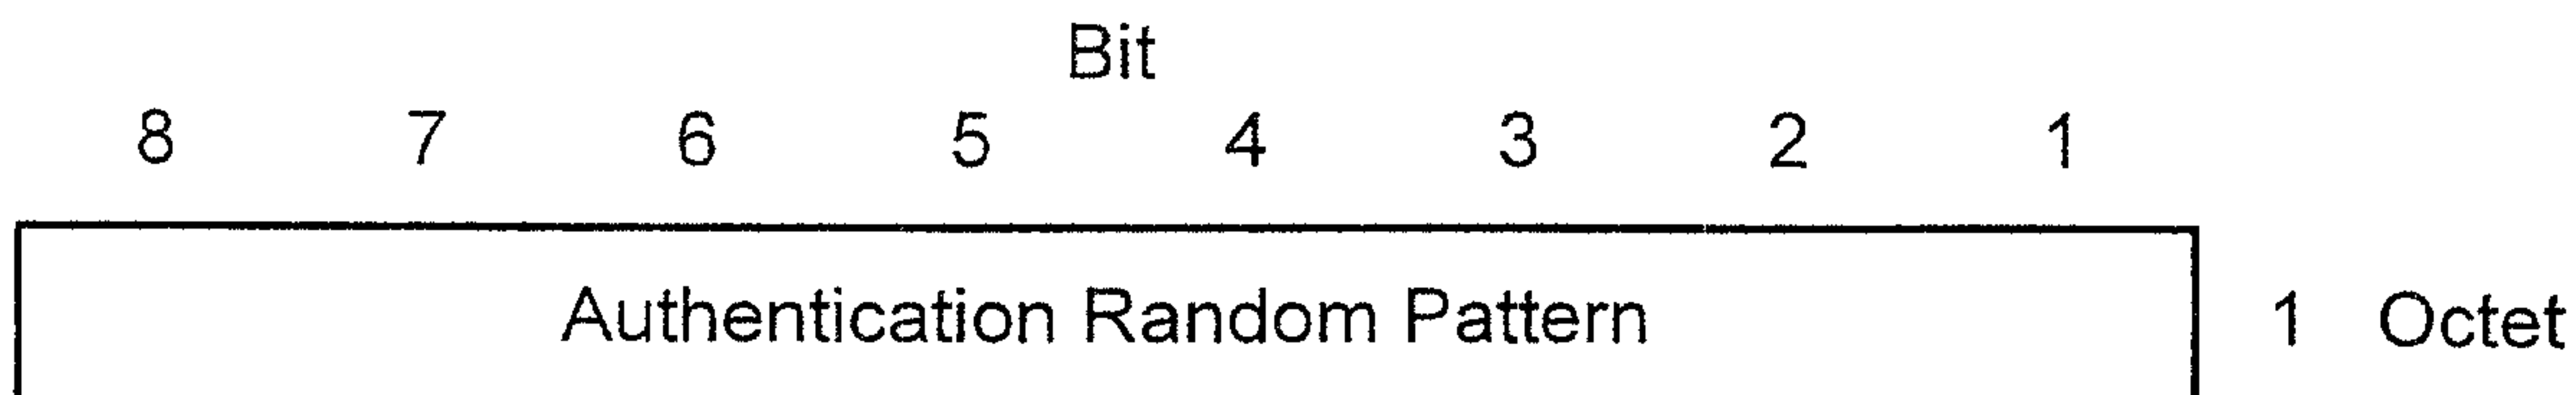 Bit
8 7 6 5 4 3 2 1
Authentication Random Pattern 1 Octet